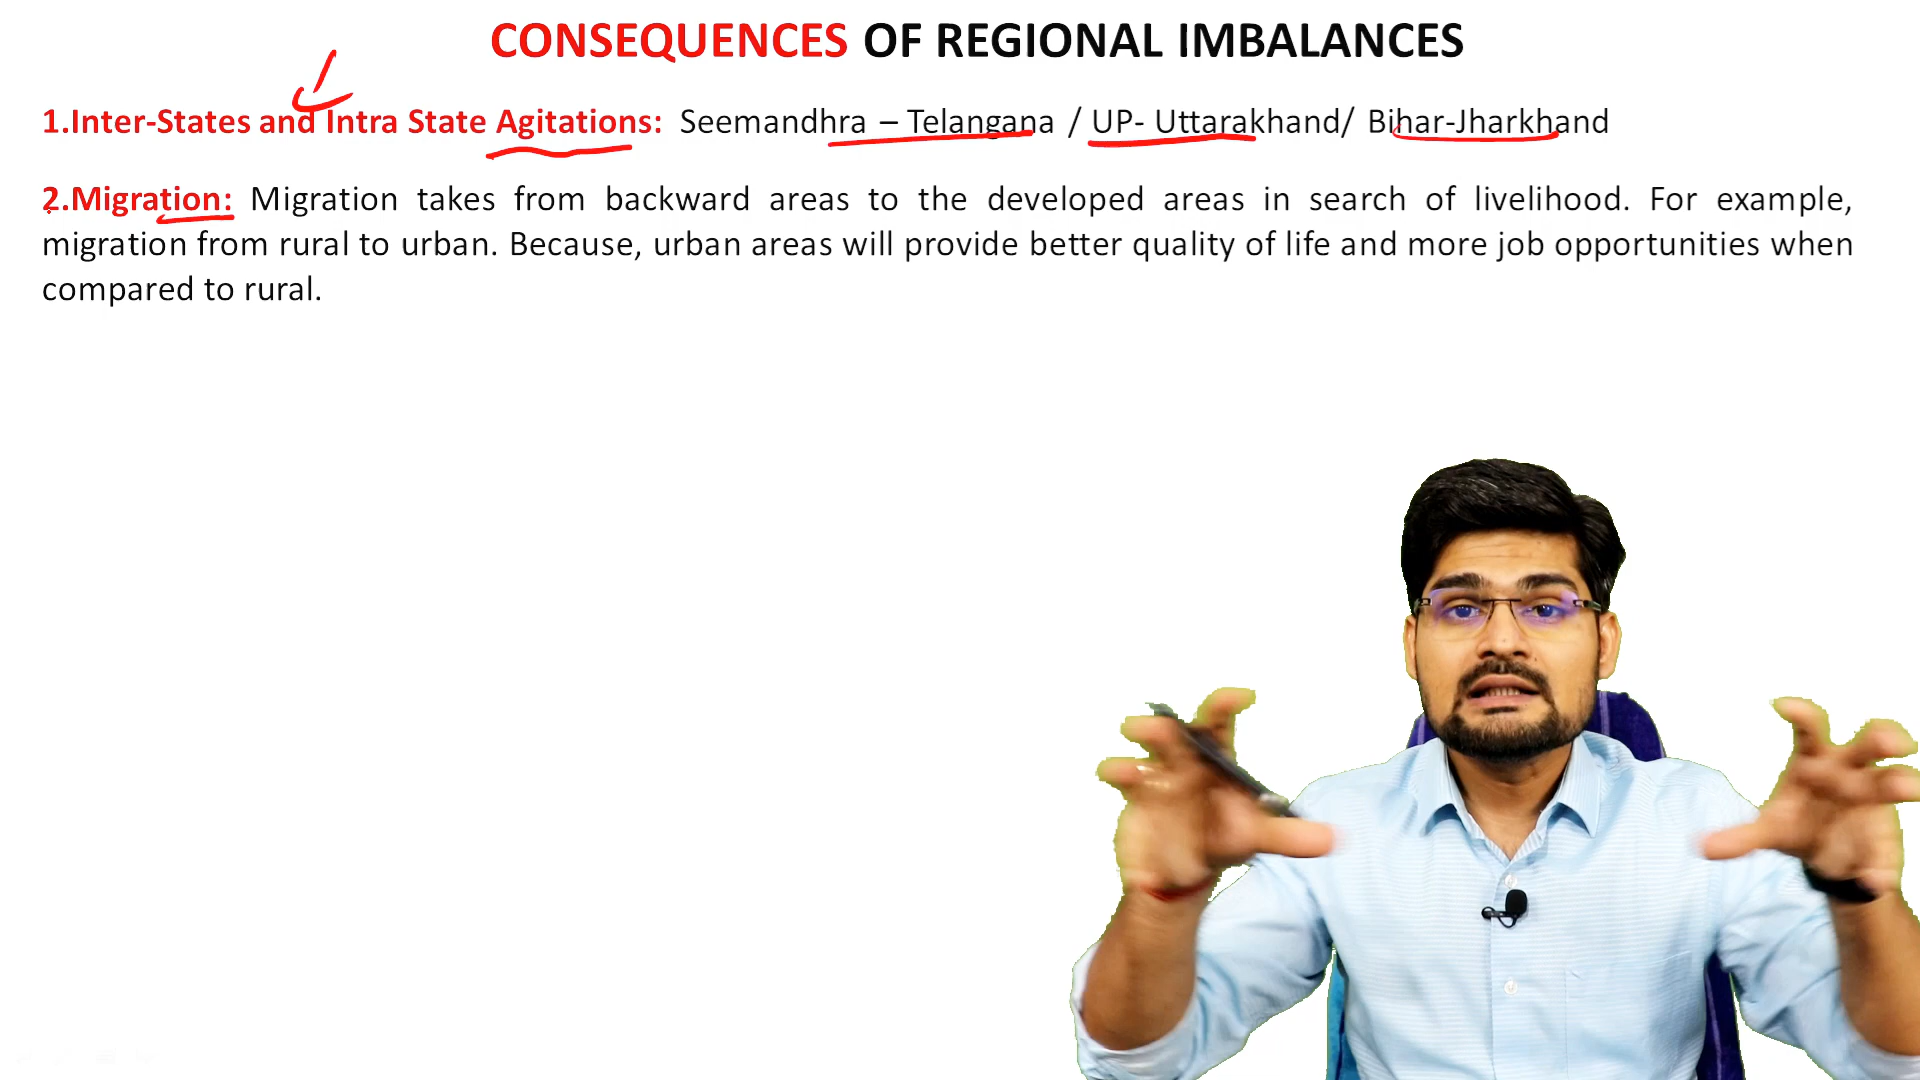 CONSEQUENCES OF REGIONAL IMBALANCES
1.Inter-States and Intra State Agitations: Seemandhra – Telangana / UP- Uttarakhand/ Bihar-Jharkhand
2.Migration: Migration takes from backward areas to the developed areas in search of livelihood. For example,
migration from rural to urban. Because, urban areas will provide better quality of life and more job opportunities when
compared to rural.